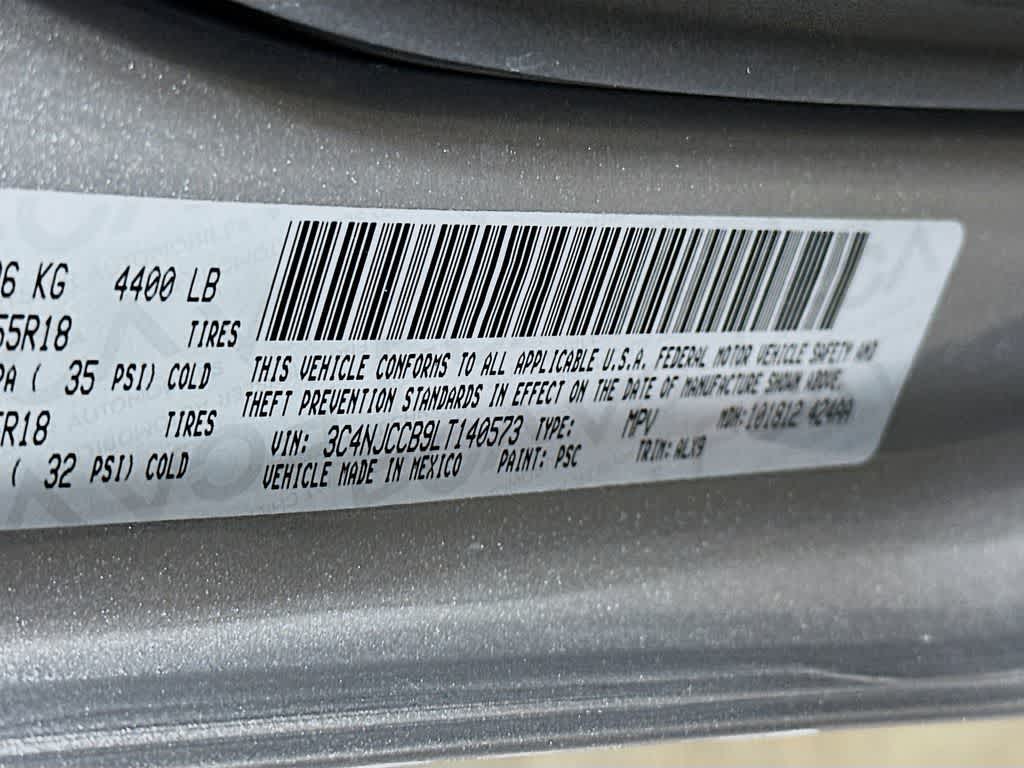 06 KG 4400 LB
55R18 TIRES
PA ( 35 PSI) COLD
R18 TIRES
( 32 PSI) COLD
THIS VEHICLE CONFORMS TO ALL APPLICABLE U.S.A. FEDERAL MOTOR VEHICLE SAFETY AND
THEFT PREVENTION STANDARDS IN EFFECT ON THE DATE OF MANUFACTURE SHOWN ABOVE.
VIN: 3C4NJCCB9LT140573 TYPE: MPV MDH:101812 424AA
VEHICLE MADE IN MEXICO PAINT: PSC TRIM: ALX9